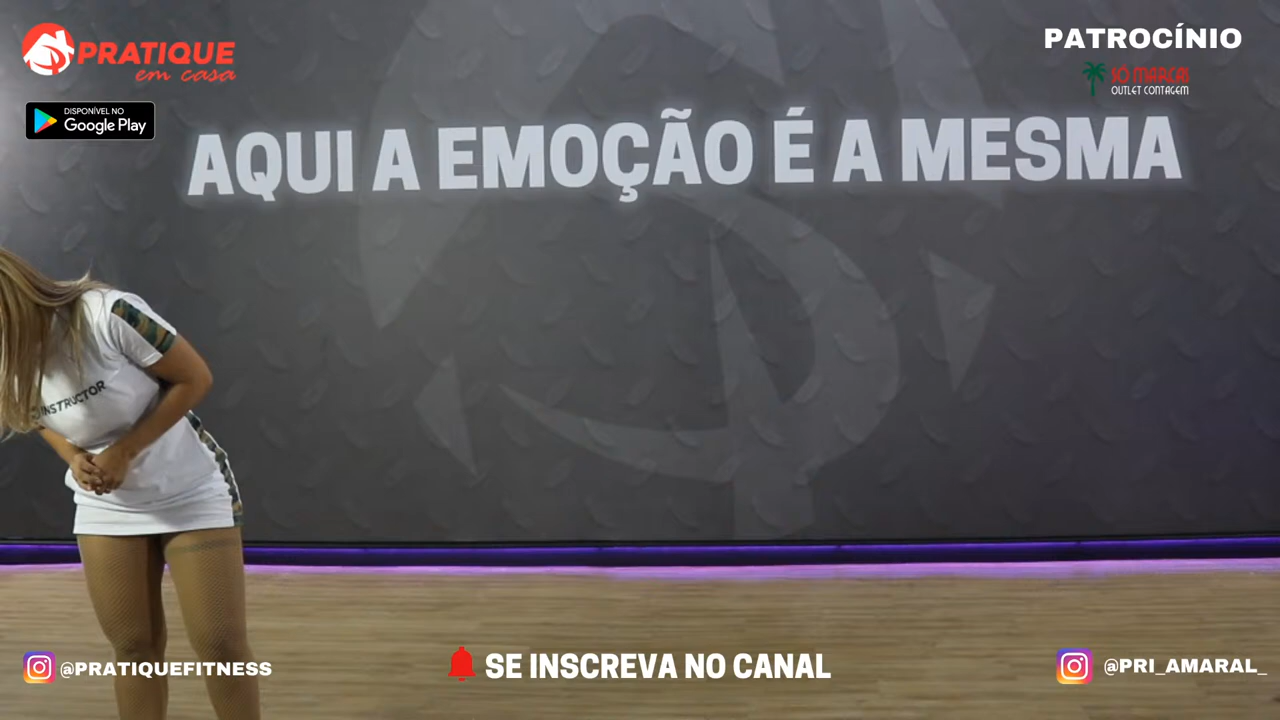 PRATIQUE
em casa
DISPONÍVEL NO
Google Play
PATROCÍNIO
SÓ MARCAS
OUTLET CONTAGEM
AQUI A EMOÇÃO É A MESMA
INSTRUCTOR
@PRATIQUEFITNESS
SE INSCREVA NO CANAL
@PRI_AMARAL_